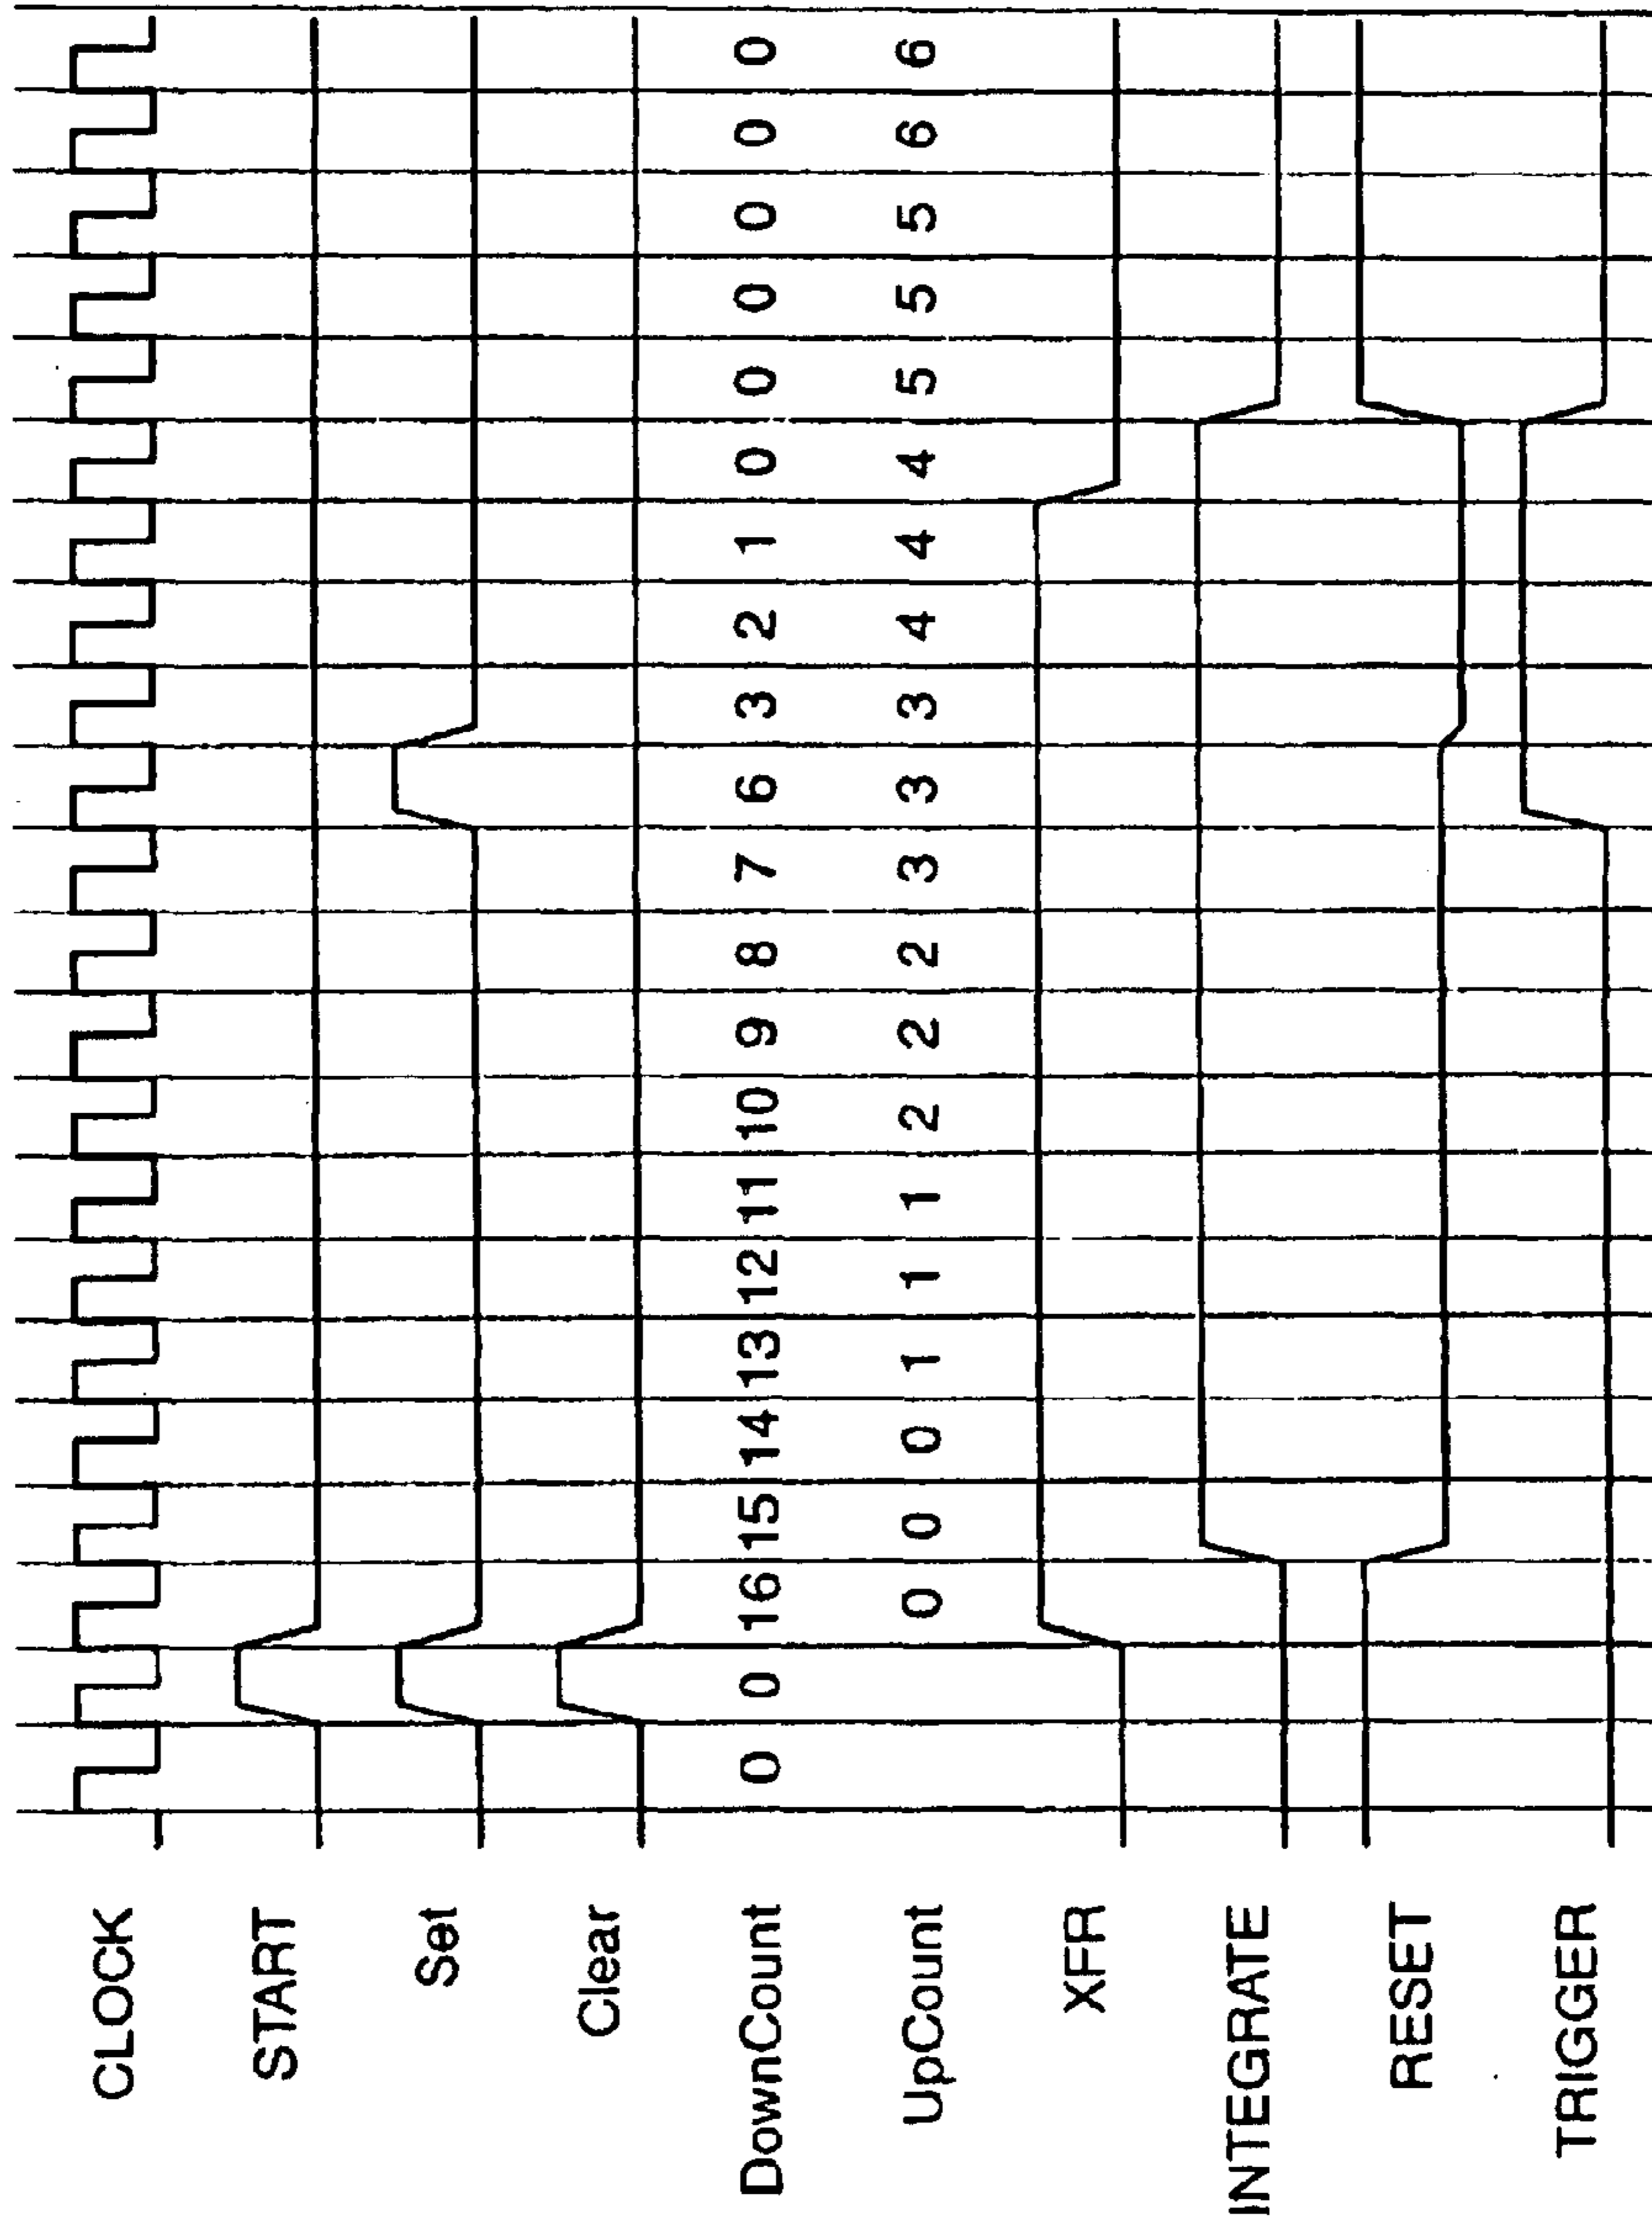 CLOCK
START
Set
Clear
DownCount 0 0 16 15 14 13 12 11 10 9 8 7 6 3 2 1 0 0 0 0 0 0
UpCount 0 0 0 1 1 1 2 2 2 3 3 3 4 4 4 5 5 5 6 6
XFR
INTEGRATE
RESET
TRIGGER